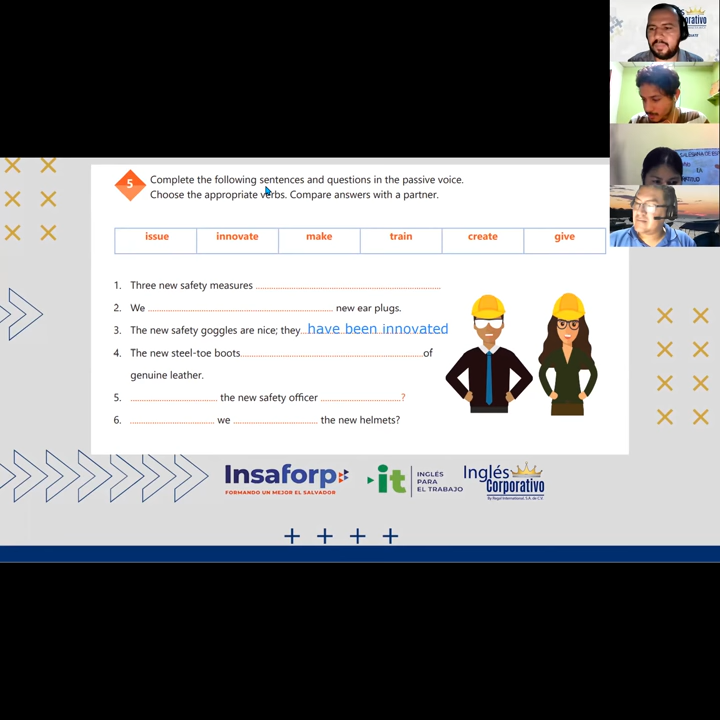 5
Complete the following sentences and questions in the passive voice.
Choose the appropriate verbs. Compare answers with a partner.
issue innovate make train create give
1. Three new safety measures ................
2. We ................ new ear plugs.
3. The new safety goggles are nice; they...have been innovated
4. The new steel-toe boots................of
genuine leather.
5. ................ the new safety officer ................?
6. ................ we ................ the new helmets?
Insaforp
FORMANDO UN MEJOR EL SALVADOR
it
INGLÉS
PARA
EL TRABAJO
Inglés
Corporativo
By Regal International, S.A. de C.V.